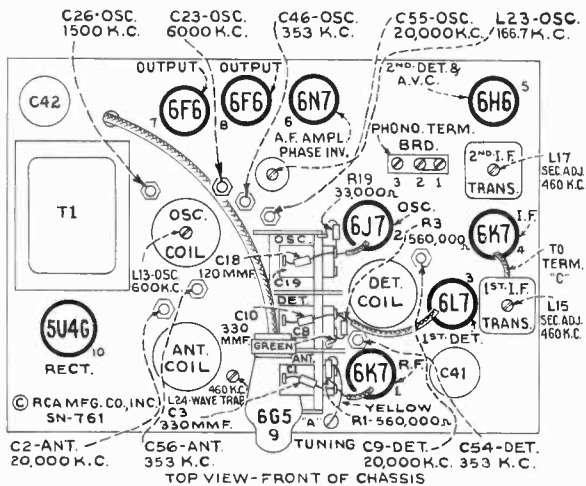 C26-OSC. C23-OSC. C46-OSC. C55-OSC. L23-OSC.
1500 K.C. 6000 K.C. 353 K.C. 20,000 K.C. 166.7 K.C.
OUTPUT OUTPUT 2ND. DET. &
A.V.C.
C42 6F6 6F6 6N7 6H6 5
7 8 6
A.F. AMPL.
PHASE INV.
PHONO. TERM.
BRD.
3 2 1
2ND. I.F.
TRANS.
L17
SEC. ADJ.
460 K.C.
R19
33,000Ω
T1
OSC.
COIL
OSC.
6J7 OSC.
2
R3
560,000Ω
6K7 I.F.
4
TO
TERM.
"C"
C18
120 MMF.
C19
L13-OSC.
600 K.C.
DET.
DET.
COIL
3
6L7
1ST. DET.
1ST. I.F.
TRANS.
L15
SEC. ADJ.
460 K.C.
C10
330
MMF.
C8
GREEN
5U4G
10
RECT.
ANT.
COIL
ANT.
C1
6K7 R.F.
1
C41
460 K.C.
L24-WAVE TRAP
C3
330 MMF.
6G5
9
"A"
TUNING
YELLOW
R1-560,000Ω
© RCA MFG. CO., INC.
SN-761
C2-ANT. C56-ANT. C9-DET. C54-DET.
20,000 K.C. 353 K.C. 20,000 K.C. 353 K.C.
TOP VIEW-FRONT OF CHASSIS